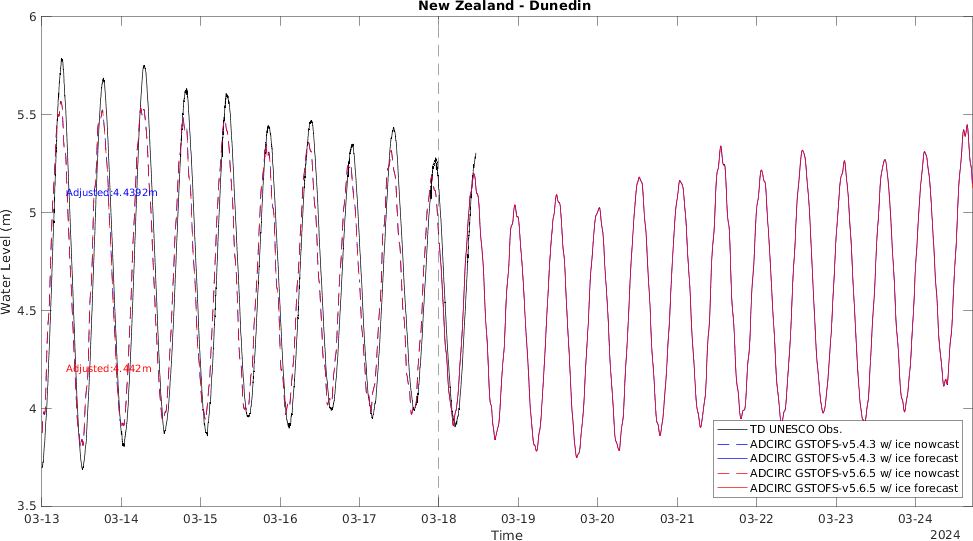 New Zealand - Dunedin
6
5.5
5
4.5
4
3.5
Water Level (m)
Adjusted:4.4392m
Adjusted:4.442m
TD UNESCO Obs.
ADCIRC GSTOFS-v5.4.3 w/ ice nowcast
ADCIRC GSTOFS-v5.4.3 w/ ice forecast
ADCIRC GSTOFS-v5.6.5 w/ ice nowcast
ADCIRC GSTOFS-v5.6.5 w/ ice forecast
03-13 03-14 03-15 03-16 03-17 03-18 03-19 03-20 03-21 03-22 03-23 03-24
Time
2024